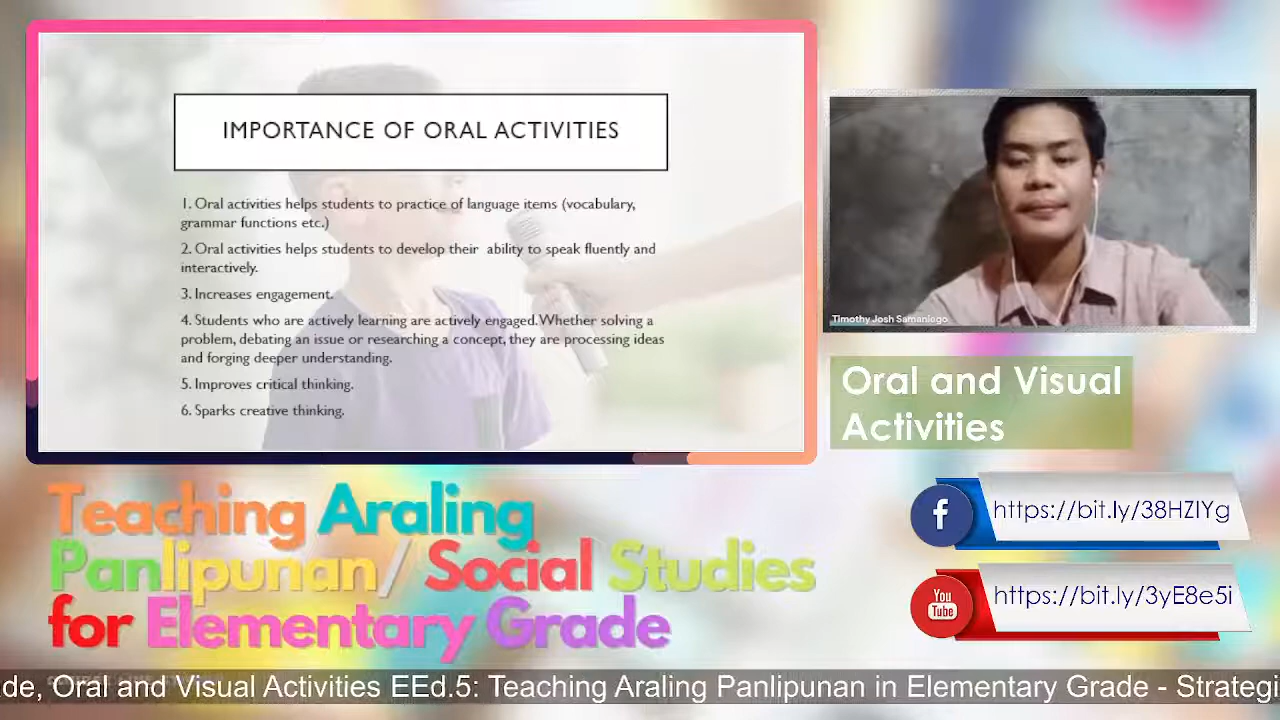 IMPORTANCE OF ORAL ACTIVITIES
1. Oral activities helps students to practice of language items (vocabulary,
grammar functions etc.)
2. Oral activities helps students to develop their ability to speak fluently and
interactively.
3. Increases engagement.
4. Students who are actively learning are actively engaged. Whether solving a
problem, debating an issue or researching a concept, they are processing ideas
and forging deeper understanding.
5. Improves critical thinking.
6. Sparks creative thinking.
Timothy Josh Samaniego
Oral and Visual
Activities
f
https://bit.ly/38HZIYg
You
Tube
https://bit.ly/3yE8e5i
Teaching Araling
Panlipunan/ Social Studies
for Elementary Grade
de, Oral and Visual Activities EEd.5: Teaching Araling Panlipunan in Elementary Grade - Strategi